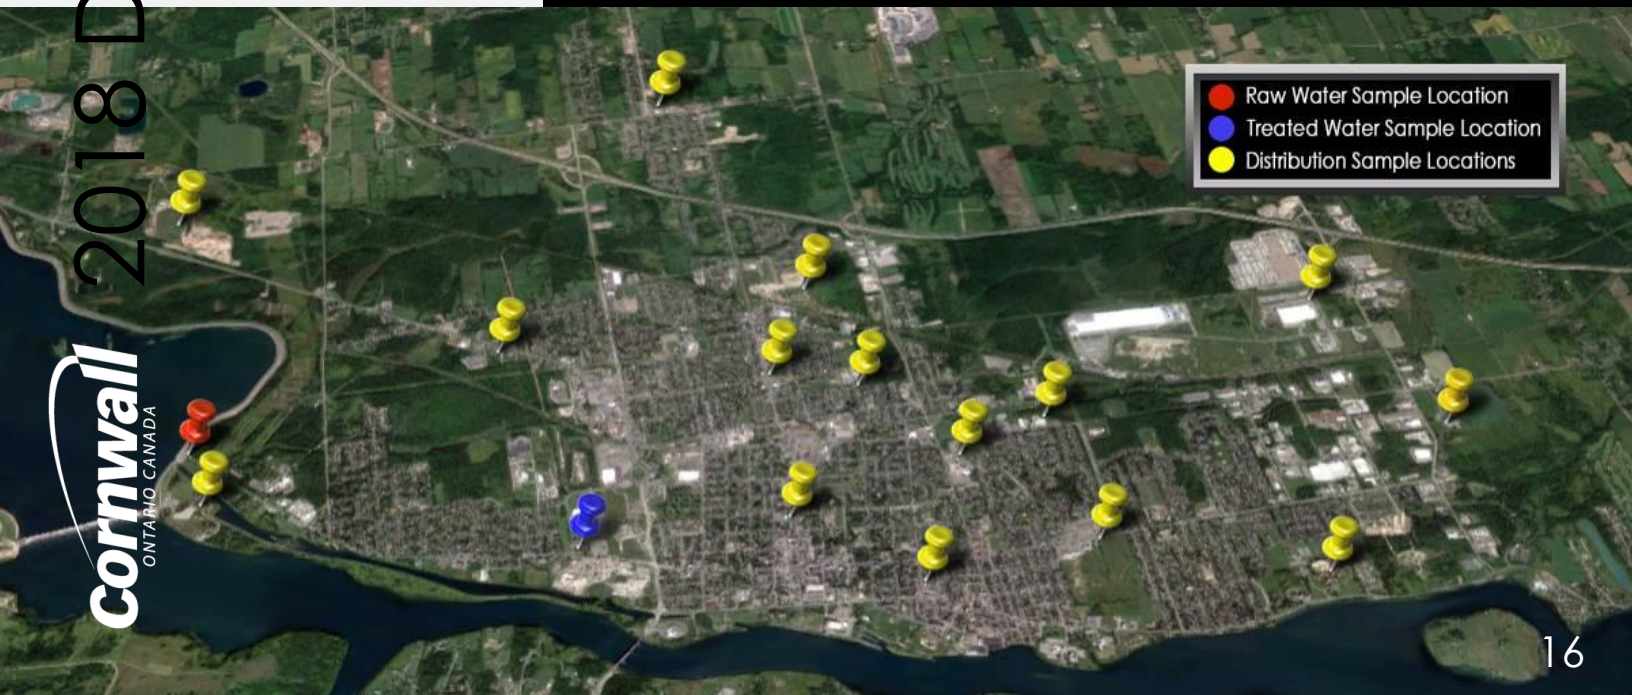 2018 D
cornwall
ONTARIO CANADA
Raw Water Sample Location
Treated Water Sample Location
Distribution Sample Locations
16